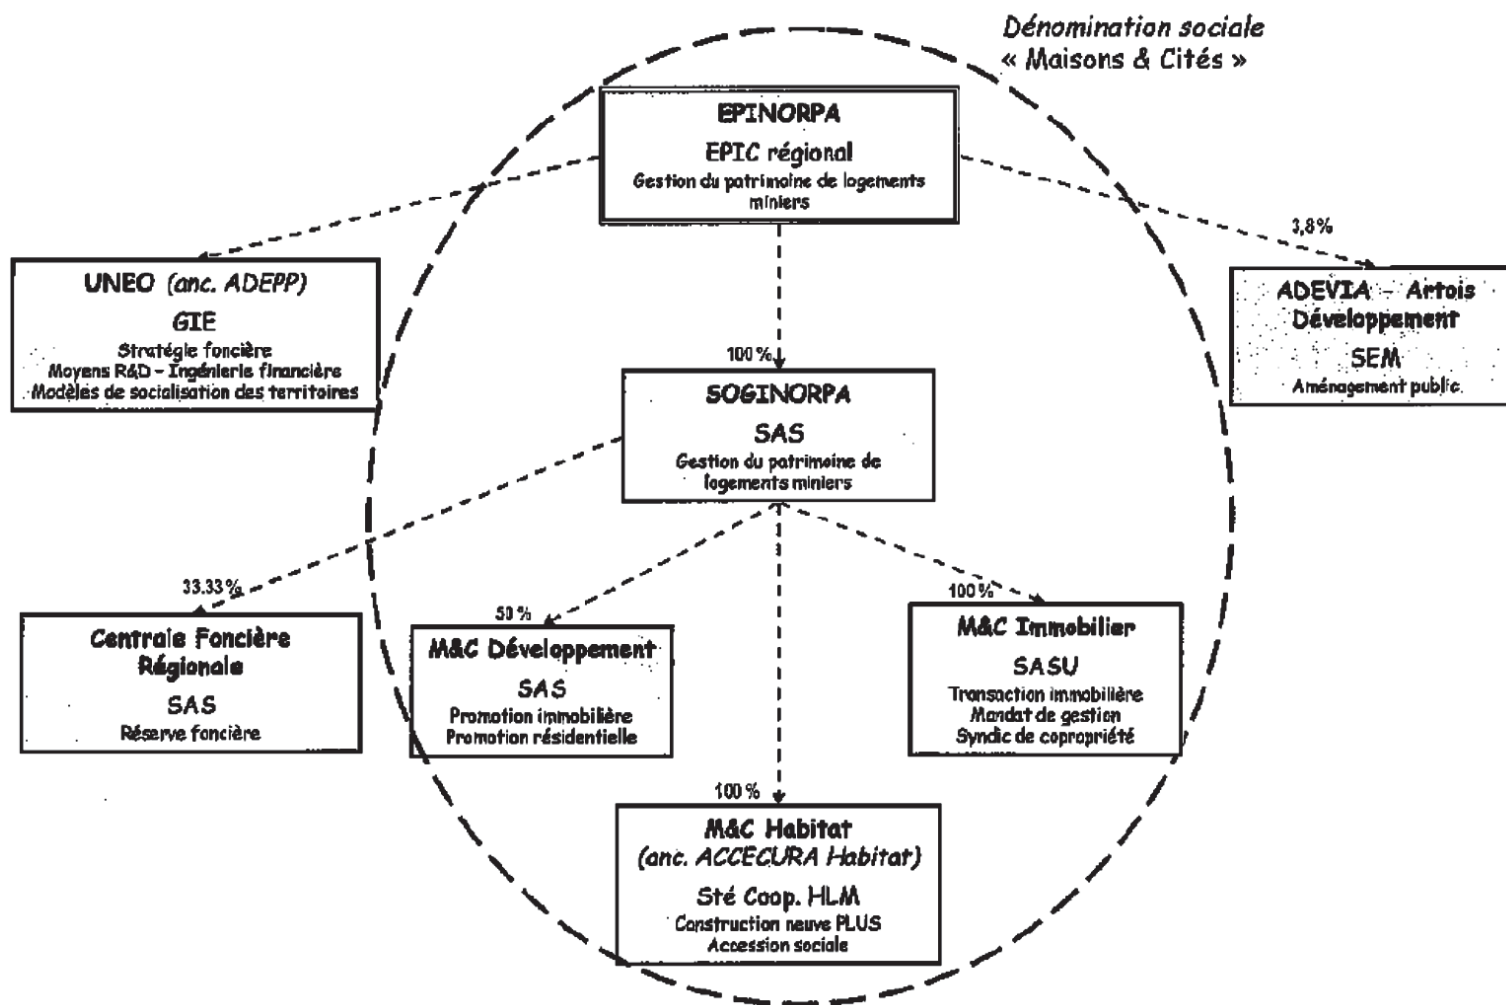 Dénomination sociale
« Maisons & Cités »
EPINORPA
EPIC régional
Gestion du patrimoine de logements
miniers
3,8%
UNEO (anc. ADEPP)
GIE
Stratégie foncière
Moyens R&D - Ingénierie financière
Modèles de socialisation des territoires
ADEVIA - Artois
Développement
SEM
Aménagement public
100%
SOGINORPA
SAS
Gestion du patrimoine de
logements miniers
33.33%
Centrale Foncière
Régionale
SAS
Réserve foncière
50%
M&C Développement
SAS
Promotion immobilière
Promotion résidentielle
100%
M&C Immobilier
SASU
Transaction immobilière
Mandat de gestion
Syndic de copropriété
100%
M&C Habitat
(anc. ACCECURA Habitat)
Sté Coop. HLM
Construction neuve PLUS
Accession sociale